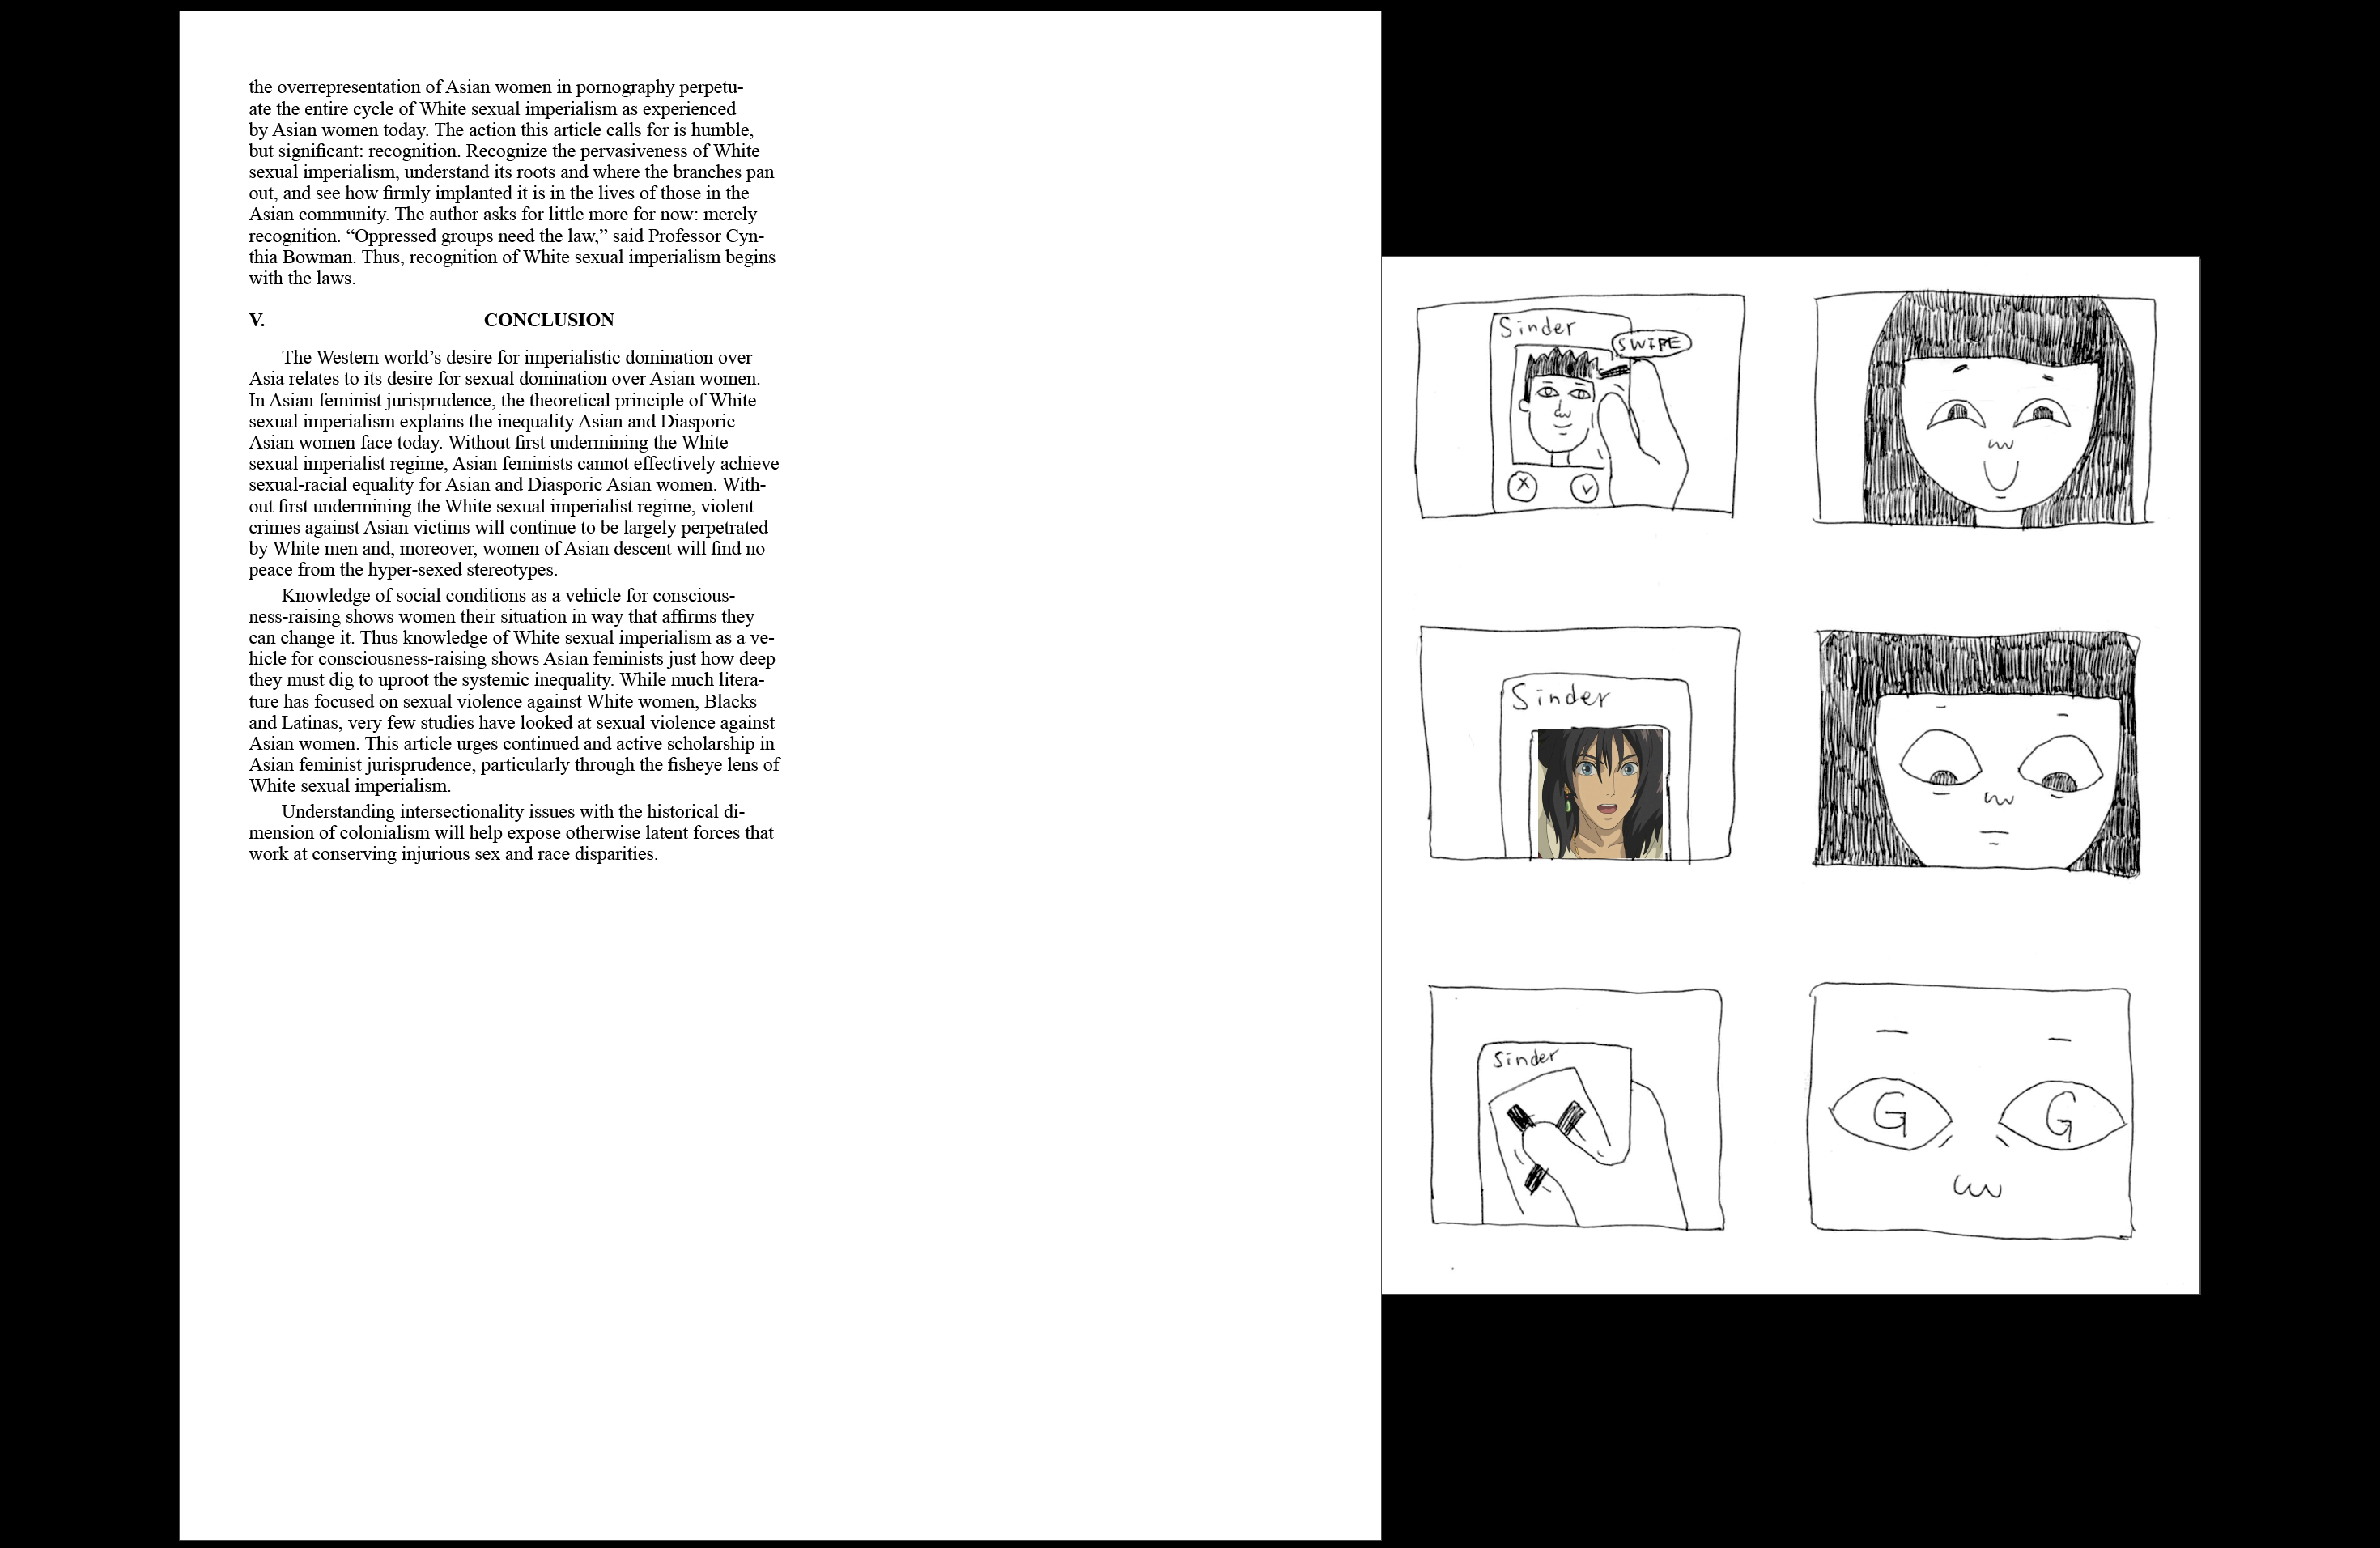 the overrepresentation of Asian women in pornography perpetu-
ate the entire cycle of White sexual imperialism as experienced
by Asian women today. The action this article calls for is humble,
but significant: recognition. Recognize the pervasiveness of White
sexual imperialism, understand its roots and where the branches pan
out, and see how firmly implanted it is in the lives of those in the
Asian community. The author asks for little more for now: merely
recognition. “Oppressed groups need the law,” said Professor Cyn-
thia Bowman. Thus, recognition of White sexual imperialism begins
with the laws.
V. CONCLUSION
The Western world’s desire for imperialistic domination over
Asia relates to its desire for sexual domination over Asian women.
In Asian feminist jurisprudence, the theoretical principle of White
sexual imperialism explains the inequality Asian and Diasporic
Asian women face today. Without first undermining the White
sexual imperialist regime, Asian feminists cannot effectively achieve
sexual-racial equality for Asian and Diasporic Asian women. With-
out first undermining the White sexual imperialist regime, violent
crimes against Asian victims will continue to be largely perpetrated
by White men and, moreover, women of Asian descent will find no
peace from the hyper-sexed stereotypes.
Knowledge of social conditions as a vehicle for conscious-
ness-raising shows women their situation in way that affirms they
can change it. Thus knowledge of White sexual imperialism as a ve-
hicle for consciousness-raising shows Asian feminists just how deep
they must dig to uproot the systemic inequality. While much litera-
ture has focused on sexual violence against White women, Blacks
and Latinas, very few studies have looked at sexual violence against
Asian women. This article urges continued and active scholarship in
Asian feminist jurisprudence, particularly through the fisheye lens of
White sexual imperialism.
Understanding intersectionality issues with the historical di-
mension of colonialism will help expose otherwise latent forces that
work at conserving injurious sex and race disparities.
Sinder
SWIPE
Sinder
Sinder
G G